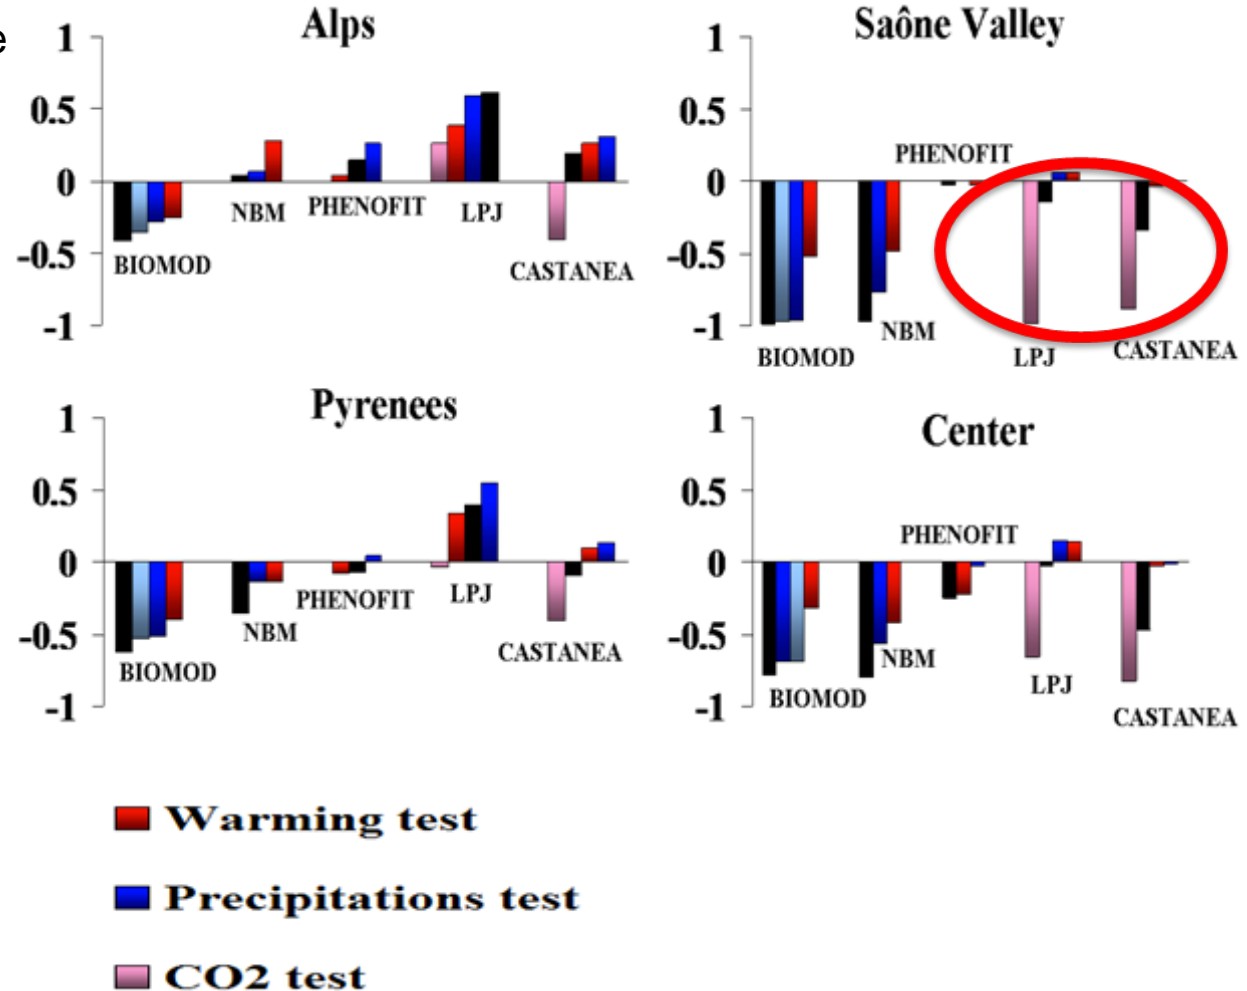 e
Alps
1
0.5
0
-0.5
-1
BIOMOD
NBM
PHENOFIT
LPJ
CASTANEA
Saône Valley
1
0.5
0
-0.5
-1
PHENOFIT
BIOMOD
NBM
LPJ
CASTANEA
Pyrenees
1
0.5
0
-0.5
-1
BIOMOD
NBM
PHENOFIT
LPJ
CASTANEA
Center
1
0.5
0
-0.5
-1
PHENOFIT
BIOMOD
NBM
LPJ
CASTANEA
Warming test
Precipitations test
CO2 test